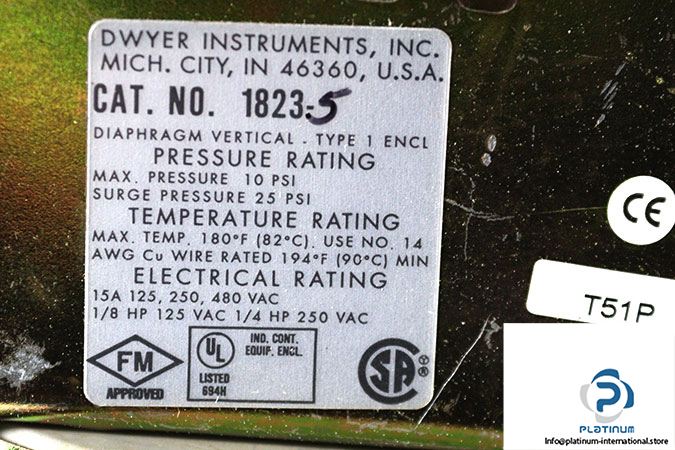 DWYER INSTRUMENTS, INC.
MICH. CITY, IN 46360, U.S.A.
CAT. NO. 1823-5
DIAPHRAGM VERTICAL - TYPE 1 ENCL
PRESSURE RATING
MAX. PRESSURE 10 PSI
SURGE PRESSURE 25 PSI
TEMPERATURE RATING
MAX. TEMP. 180°F (82°C). USE NO. 14
AWG Cu WIRE RATED 194°F (90°C) MIN
ELECTRICAL RATING
15A 125, 250, 480 VAC
1/8 HP 125 VAC 1/4 HP 250 VAC
FM
APPROVED
UL
LISTED
694H
IND. CONT.
EQUIP. ENCL.
SA
®
CE
T51P
PLATINUM
Info@platinum-international.store